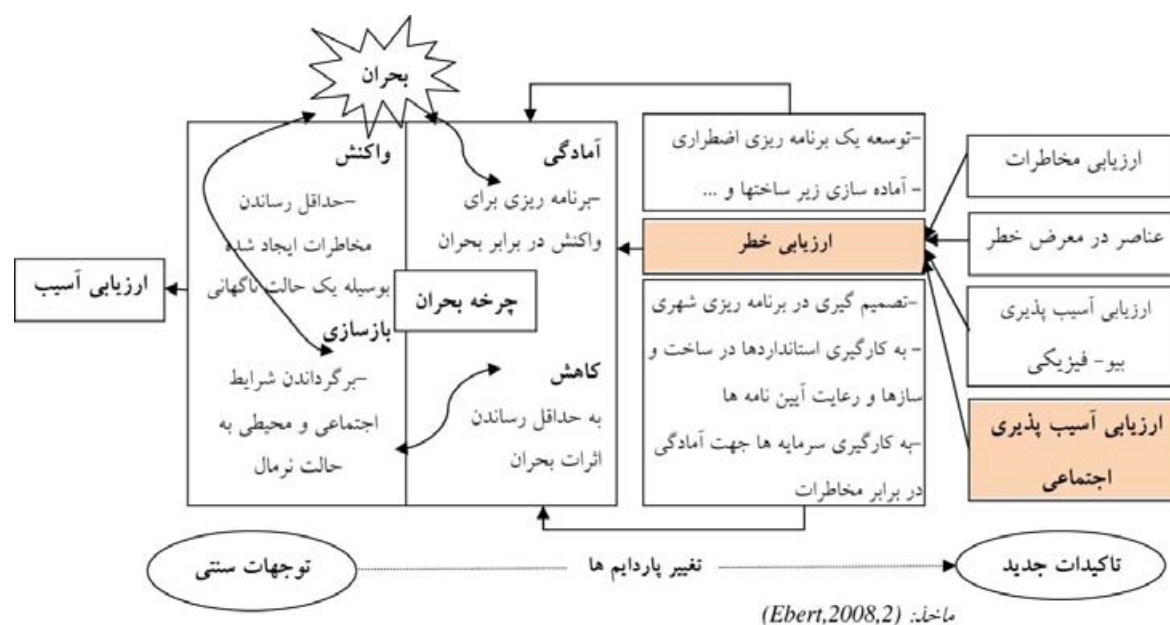 بحران
واکنش
–حداقل رساندن
مخاطرات ایجاد شده
بوسیله یک حالت ناگهانی
بازسازی
–برگرداندن شرایط
اجتماعی و محیطی به
حالت نرمال
آمادگی
–برنامه ریزی برای
واکنش در برابر بحران
چرخه بحران
کاهش
به حداقل رساندن
اثرات بحران
ارزیابی آسیب
–توسعه یک برنامه ریزی اضطراری
– آماده سازی زیر ساختها و ...
ارزیابی خطر
–تصمیم گیری در برنامه ریزی شهری
– به کارگیری استانداردها در ساخت و
سازها و رعایت آیین نامه ها
–به کارگیری سرمایه ها جهت آمادگی
در برابر مخاطرات
ارزیابی مخاطرات
عناصر در معرض خطر
ارزیابی آسیب پذیری
بیو- فیزیکی
ارزیابی آسیب پذیری
اجتماعی
توجهات سنتی
تغییر پاردایم ها
تاکیدات جدید
ماخذ: (Ebert,2008,2)